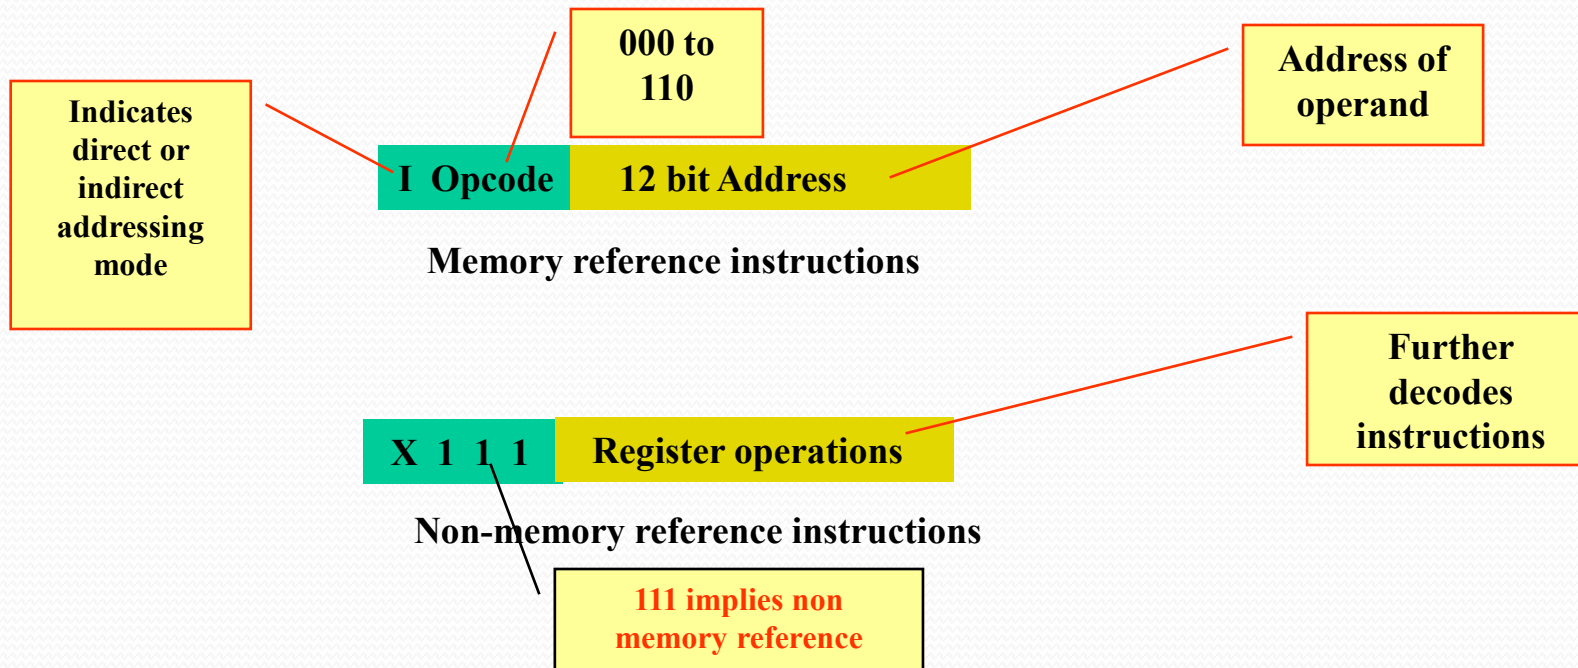 000 to
110
Address of
operand
Indicates
direct or
indirect
addressing
mode
I Opcode 12 bit Address
Memory reference instructions
Further
decodes
instructions
X 1 1 1 Register operations
Non-memory reference instructions
111 implies non
memory reference